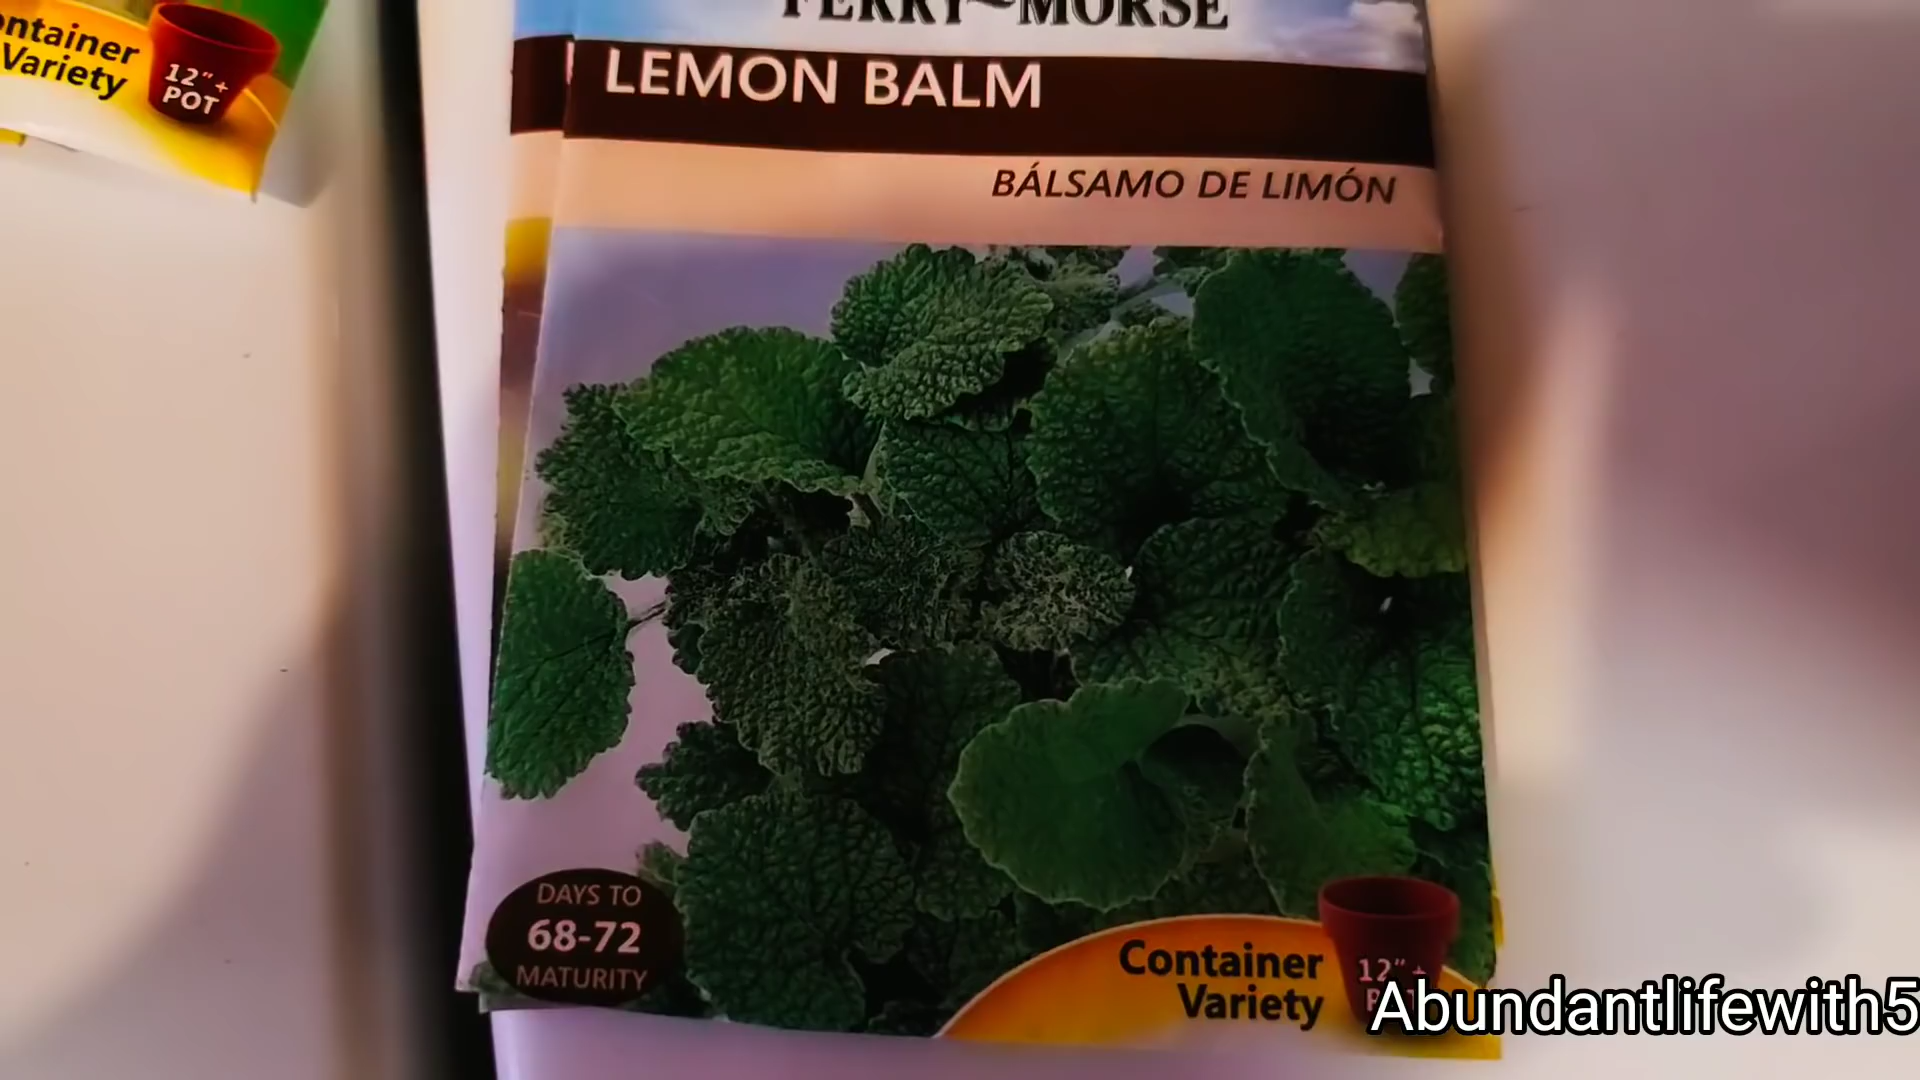 Container
Variety
12"+
POT
FERRY-MORSE
LEMON BALM
BÁLSAMO DE LIMÓN
DAYS TO
68-72
MATURITY
Container
Variety
12"+
Abundantlifewith5